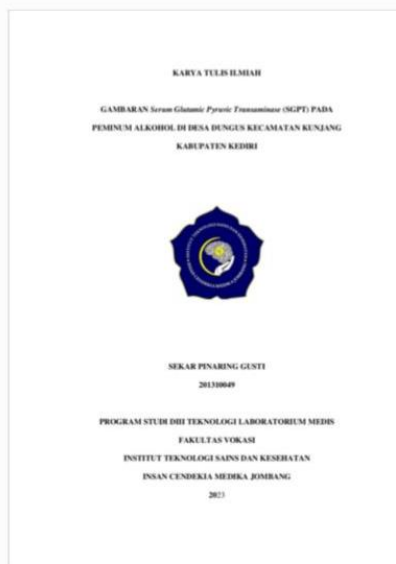 KARYA TULIS ILMIAH
GAMBARAN Serum Glutamic Pyruvic Transaminase (SGPT) PADA
PEMINUM ALKOHOL DI DESA DUNGUS KECAMATAN KUNJANG
KABUPATEN KEDIRI
SEKAR PINARING GUSTI
201310049
PROGRAM STUDI DIII TEKNOLOGI LABORATORIUM MEDIS
FAKULTAS VOKASI
INSTITUT TEKNOLOGI SAINS DAN KESEHATAN
INSAN CENDEKIA MEDIKA JOMBANG
2023